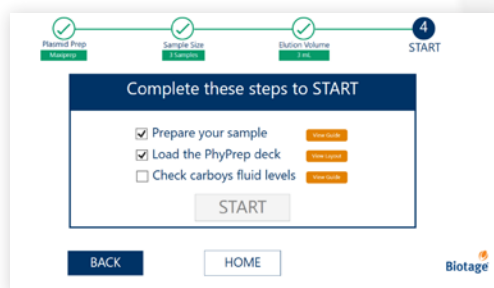 4
Plasmid Prep
Sample Size
Elution Volume
START
Maxiperp
3 Samples
3 mL
Complete these steps to START
Prepare your sample
View Guide
Load the PhyPrep deck
View Layout
Check carboys fluid levels
View Guide
START
BACK
HOME
Biotage